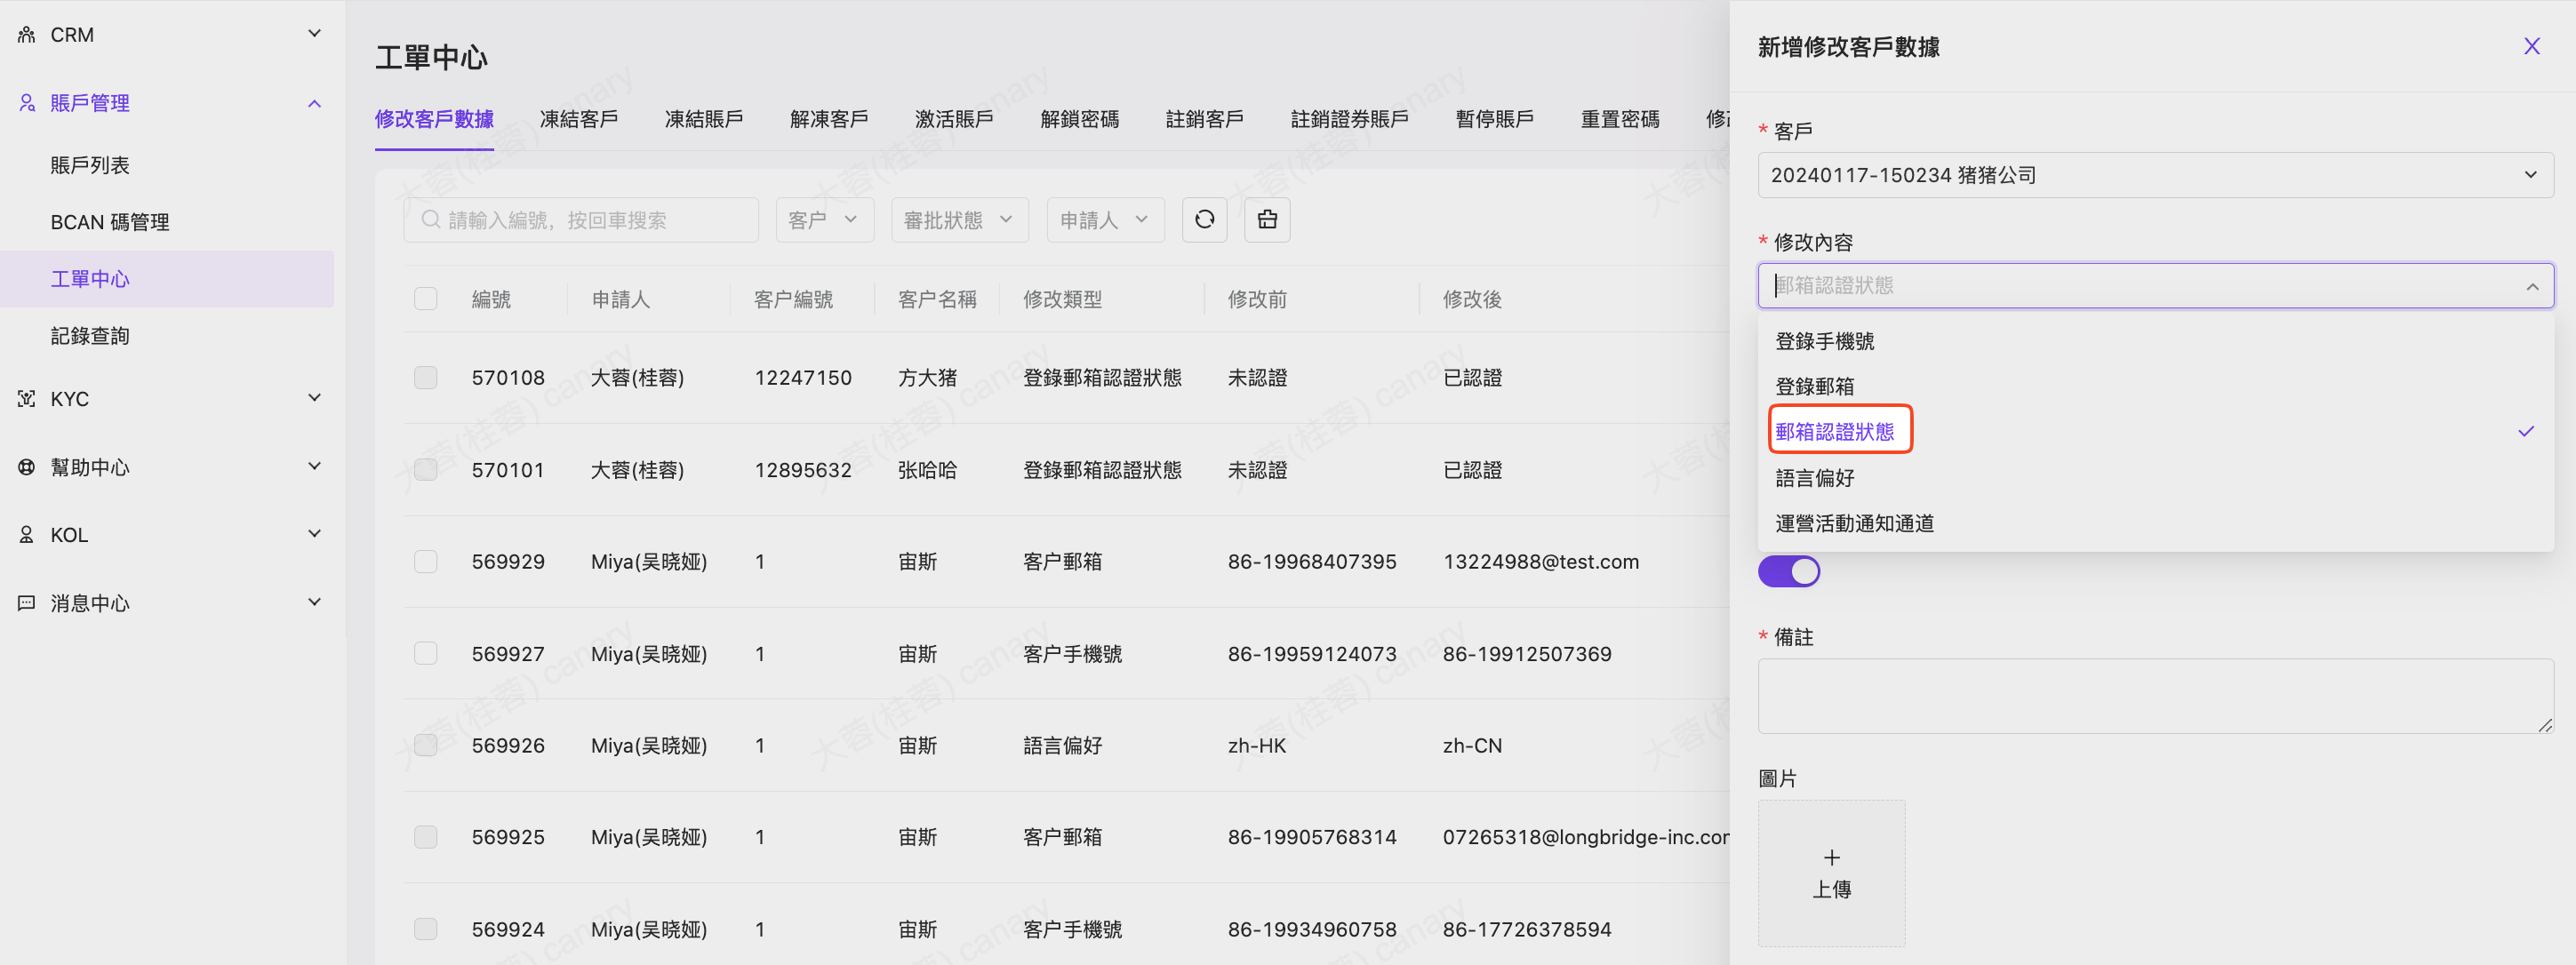 CRM
賬戶管理
賬戶列表
BCAN 碼管理
工單中心
記錄查詢
KYC
幫助中心
KOL
消息中心
工單中心
修改客戶數據 凍結客戶 凍結賬戶 解凍客戶 激活賬戶 解鎖密碼 註銷客戶 註銷證券賬戶 暫停賬戶 重置密碼
請輸入編號，按回車搜索 客户 審批狀態 申請人
編號 申請人 客户編號 客户名稱 修改類型 修改前 修改後
570108 大蓉(桂蓉) 12247150 方大猪 登錄郵箱認證狀態 未認證 已認證
570101 大蓉(桂蓉) 12895632 张哈哈 登錄郵箱認證狀態 未認證 已認證
569929 Miya(吴晓娅) 1 宙斯 客户郵箱 86-19968407395 13224988@test.com
569927 Miya(吴晓娅) 1 宙斯 客户手機號 86-19959124073 86-19912507369
569926 Miya(吴晓娅) 1 宙斯 語言偏好 zh-HK zh-CN
569925 Miya(吴晓娅) 1 宙斯 客户郵箱 86-19905768314 07265318@longbridge-inc.com
569924 Miya(吴晓娅) 1 宙斯 客户手機號 86-19934960758 86-17726378594
新增修改客戶數據
* 客戶
20240117-150234 猪猪公司
* 修改內容
郵箱認證狀態
登錄手機號
登錄郵箱
郵箱認證狀態
語言偏好
運營活動通知通道
* 備註
圖片
上傳
大蓉(桂蓉) canary